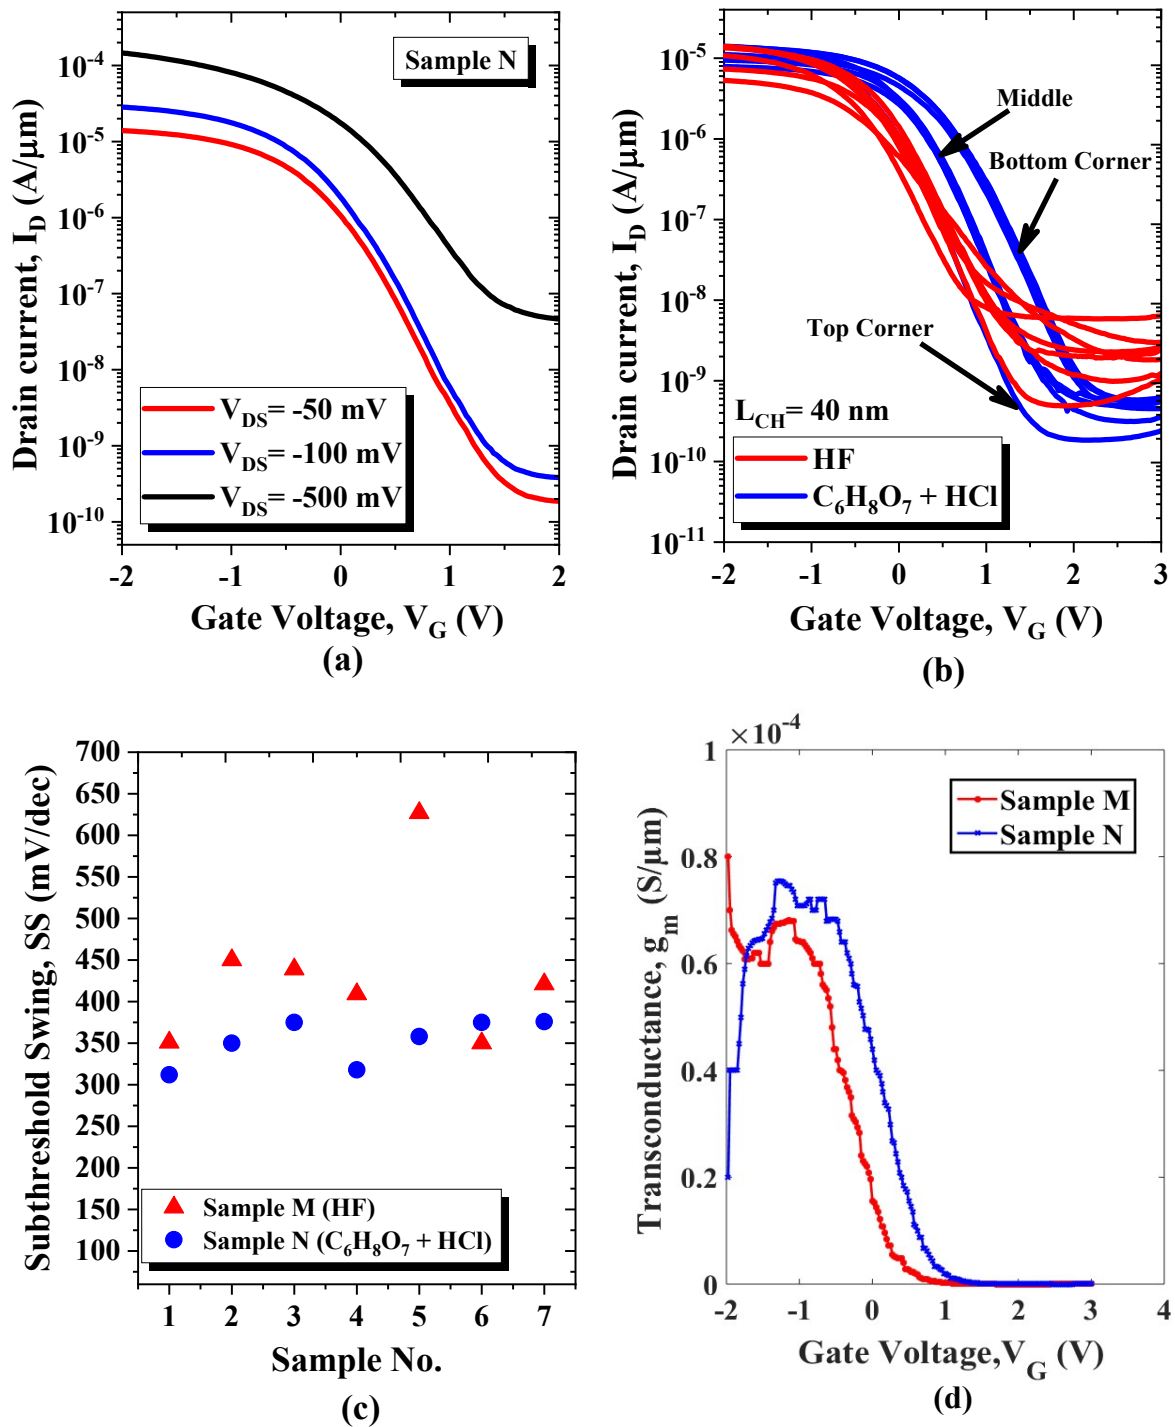 Drain current, I_D (A/μm)
10^-4
10^-5
10^-6
10^-7
10^-8
10^-9
10^-10
Sample N
V_DS= -50 mV
V_DS= -100 mV
V_DS= -500 mV
-2 -1 0 1 2
Gate Voltage, V_G (V)
(a)
Drain current, I_D (A/μm)
10^-5
10^-6
10^-7
10^-8
10^-9
10^-10
10^-11
Middle
Bottom Corner
Top Corner
L_CH= 40 nm
HF
C_6H_8O_7 + HCl
-2 -1 0 1 2 3
Gate Voltage, V_G (V)
(b)
Subthreshold Swing, SS (mV/dec)
700
650
600
550
500
450
400
350
300
250
200
150
100
Sample M (HF)
Sample N (C_6H_8O_7 + HCl)
1 2 3 4 5 6 7
Sample No.
(c)
Transconductance, g_m (S/μm)
×10^-4
1
0.8
0.6
0.4
0.2
0
Sample M
Sample N
-2 -1 0 1 2 3 4
Gate Voltage,V_G (V)
(d)